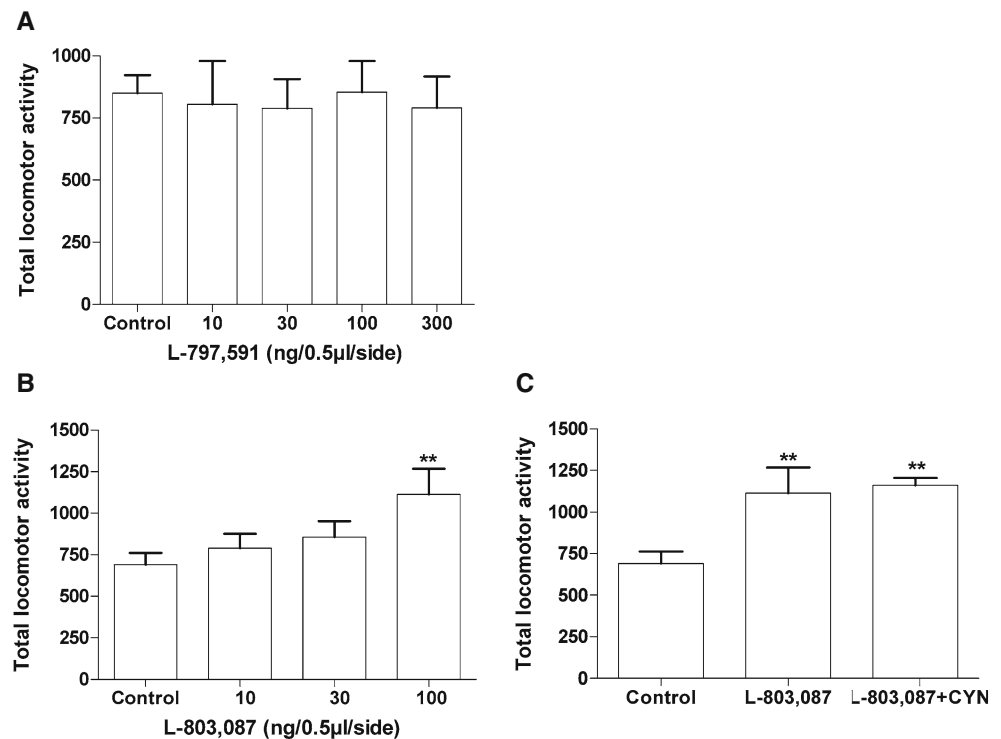 A
Total locomotor activity
1000
750
500
250
0
Control 10 30 100 300
L-797,591 (ng/0.5µl/side)
B
Total locomotor activity
1500
1250
1000
750
500
250
0
**
Control 10 30 100
L-803,087 (ng/0.5µl/side)
C
Total locomotor activity
1500
1250
1000
750
500
250
0
**
**
Control L-803,087 L-803,087+CYN